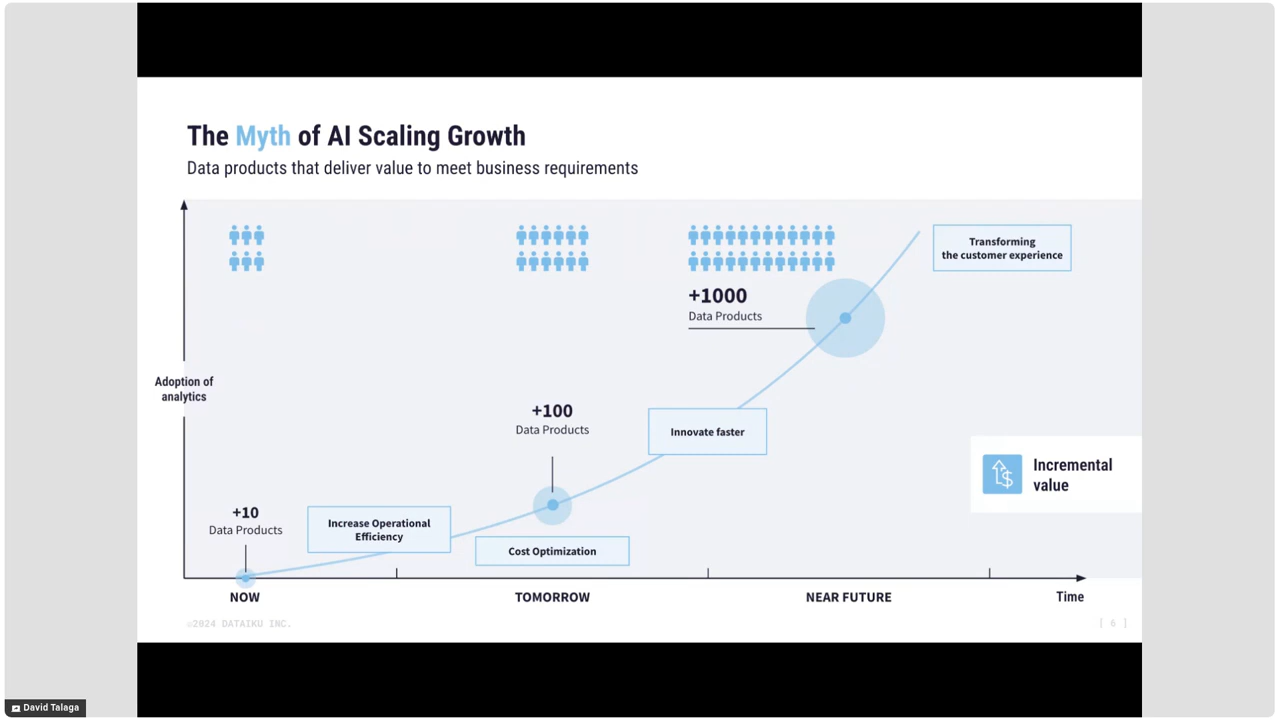 The Myth of AI Scaling Growth
Data products that deliver value to meet business requirements
Transforming
the customer experience
+1000
Data Products
Adoption of
analytics
+100
Data Products
Innovate faster
Incremental
value
+10
Data Products
Increase Operational
Efficiency
Cost Optimization
NOW
TOMORROW
NEAR FUTURE
Time
©2024 DATAIKU INC.
[ 6 ]
David Talaga